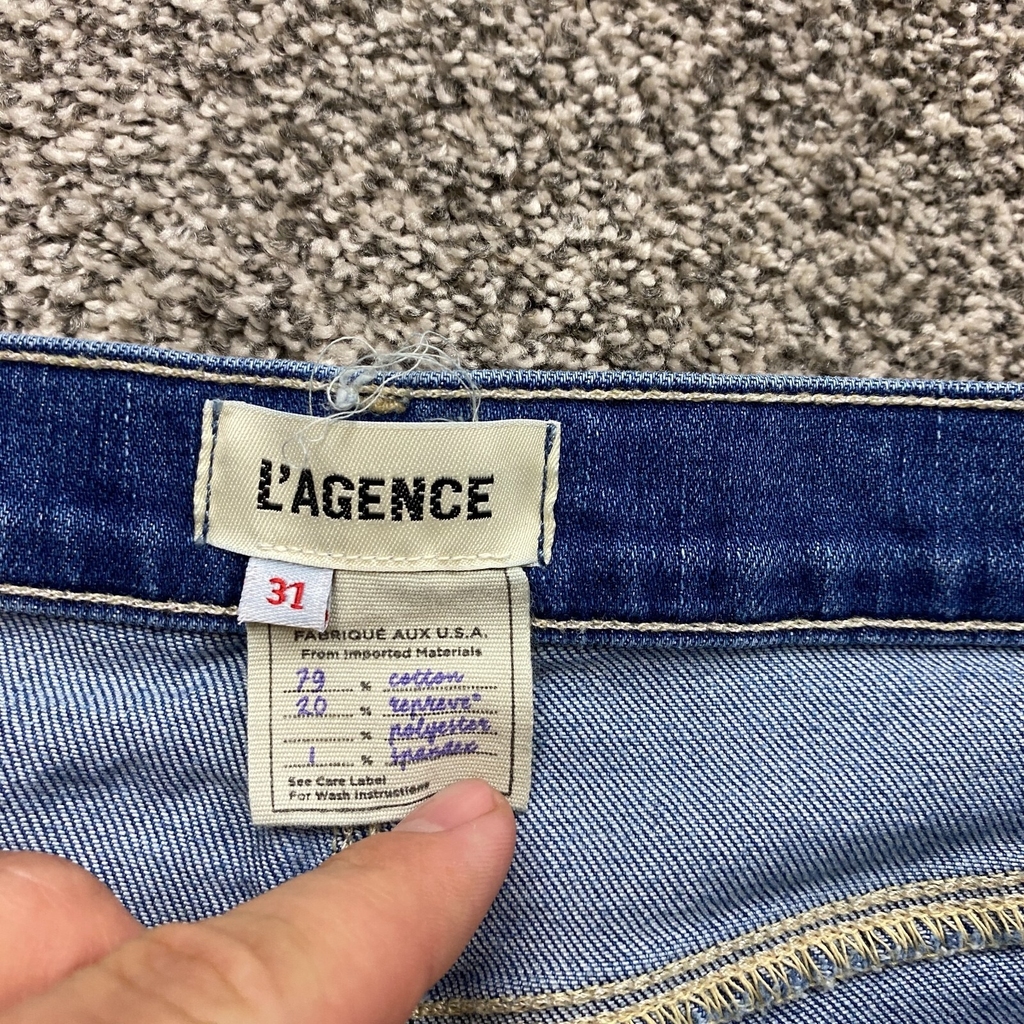 L'AGENCE
31
FABRIQUÉ AUX U.S.A.
From Imported Materials
79 % cotton
20 % repreve®
% polyester
1 % spandex
See Care Label
For Wash Instructions